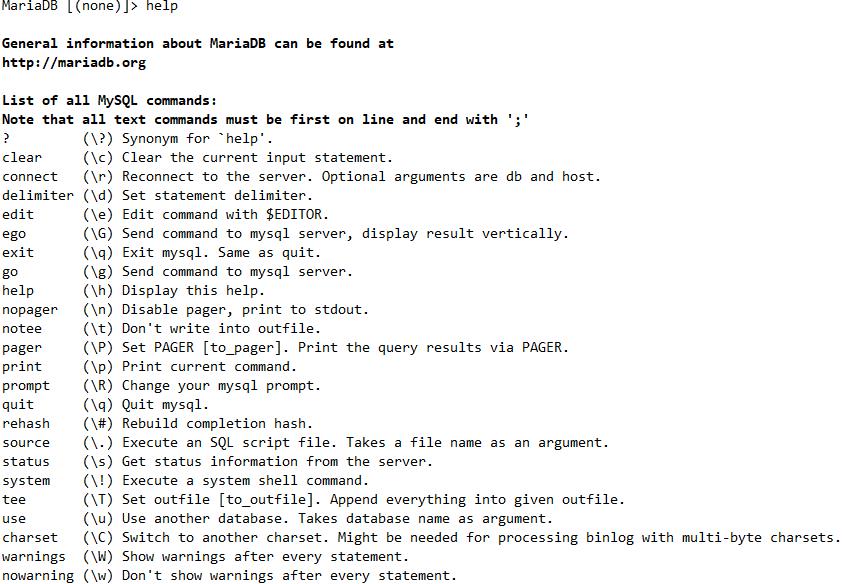 MariaDB [(none)]> help
General information about MariaDB can be found at
http://mariadb.org
List of all MySQL commands:
Note that all text commands must be first on line and end with ';'
?         (\?) Synonym for `help'.
clear     (\c) Clear the current input statement.
connect   (\r) Reconnect to the server. Optional arguments are db and host.
delimiter (\d) Set statement delimiter.
edit      (\e) Edit command with $EDITOR.
ego       (\G) Send command to mysql server, display result vertically.
exit      (\q) Exit mysql. Same as quit.
go        (\g) Send command to mysql server.
help      (\h) Display this help.
nopager   (\n) Disable pager, print to stdout.
notee     (\t) Don't write into outfile.
pager     (\P) Set PAGER [to_pager]. Print the query results via PAGER.
print     (\p) Print current command.
prompt    (\R) Change your mysql prompt.
quit      (\q) Quit mysql.
rehash    (\#) Rebuild completion hash.
source    (\.) Execute an SQL script file. Takes a file name as an argument.
status    (\s) Get status information from the server.
system    (\!) Execute a system shell command.
tee       (\T) Set outfile [to_outfile]. Append everything into given outfile.
use       (\u) Use another database. Takes database name as argument.
charset   (\C) Switch to another charset. Might be needed for processing binlog with multi-byte charsets.
warnings  (\W) Show warnings after every statement.
nowarning (\w) Don't show warnings after every statement.